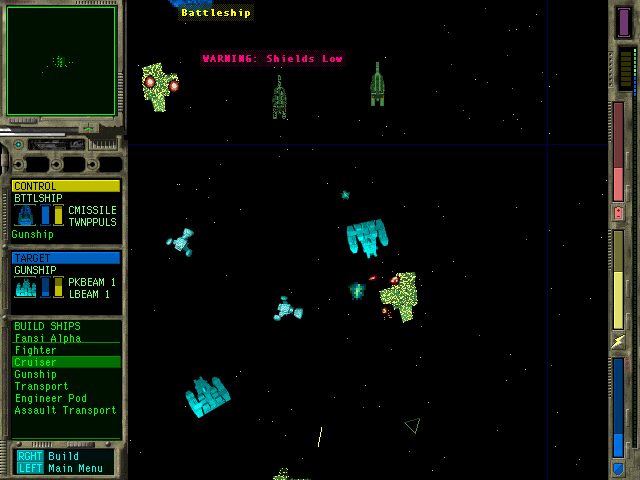 Battleship
WARNING: Shields Low
CONTROL
BTTLSHIP
CMISSILE
TWNPPULS
Gunship
TARGET
GUNSHIP
PKBEAM 1
LBEAM 1
BUILD SHIPS
Fansi Alpha
Fighter
Cruiser
Gunship
Transport
Engineer Pod
Assault Transport
RGHT Build
LEFT Main Menu